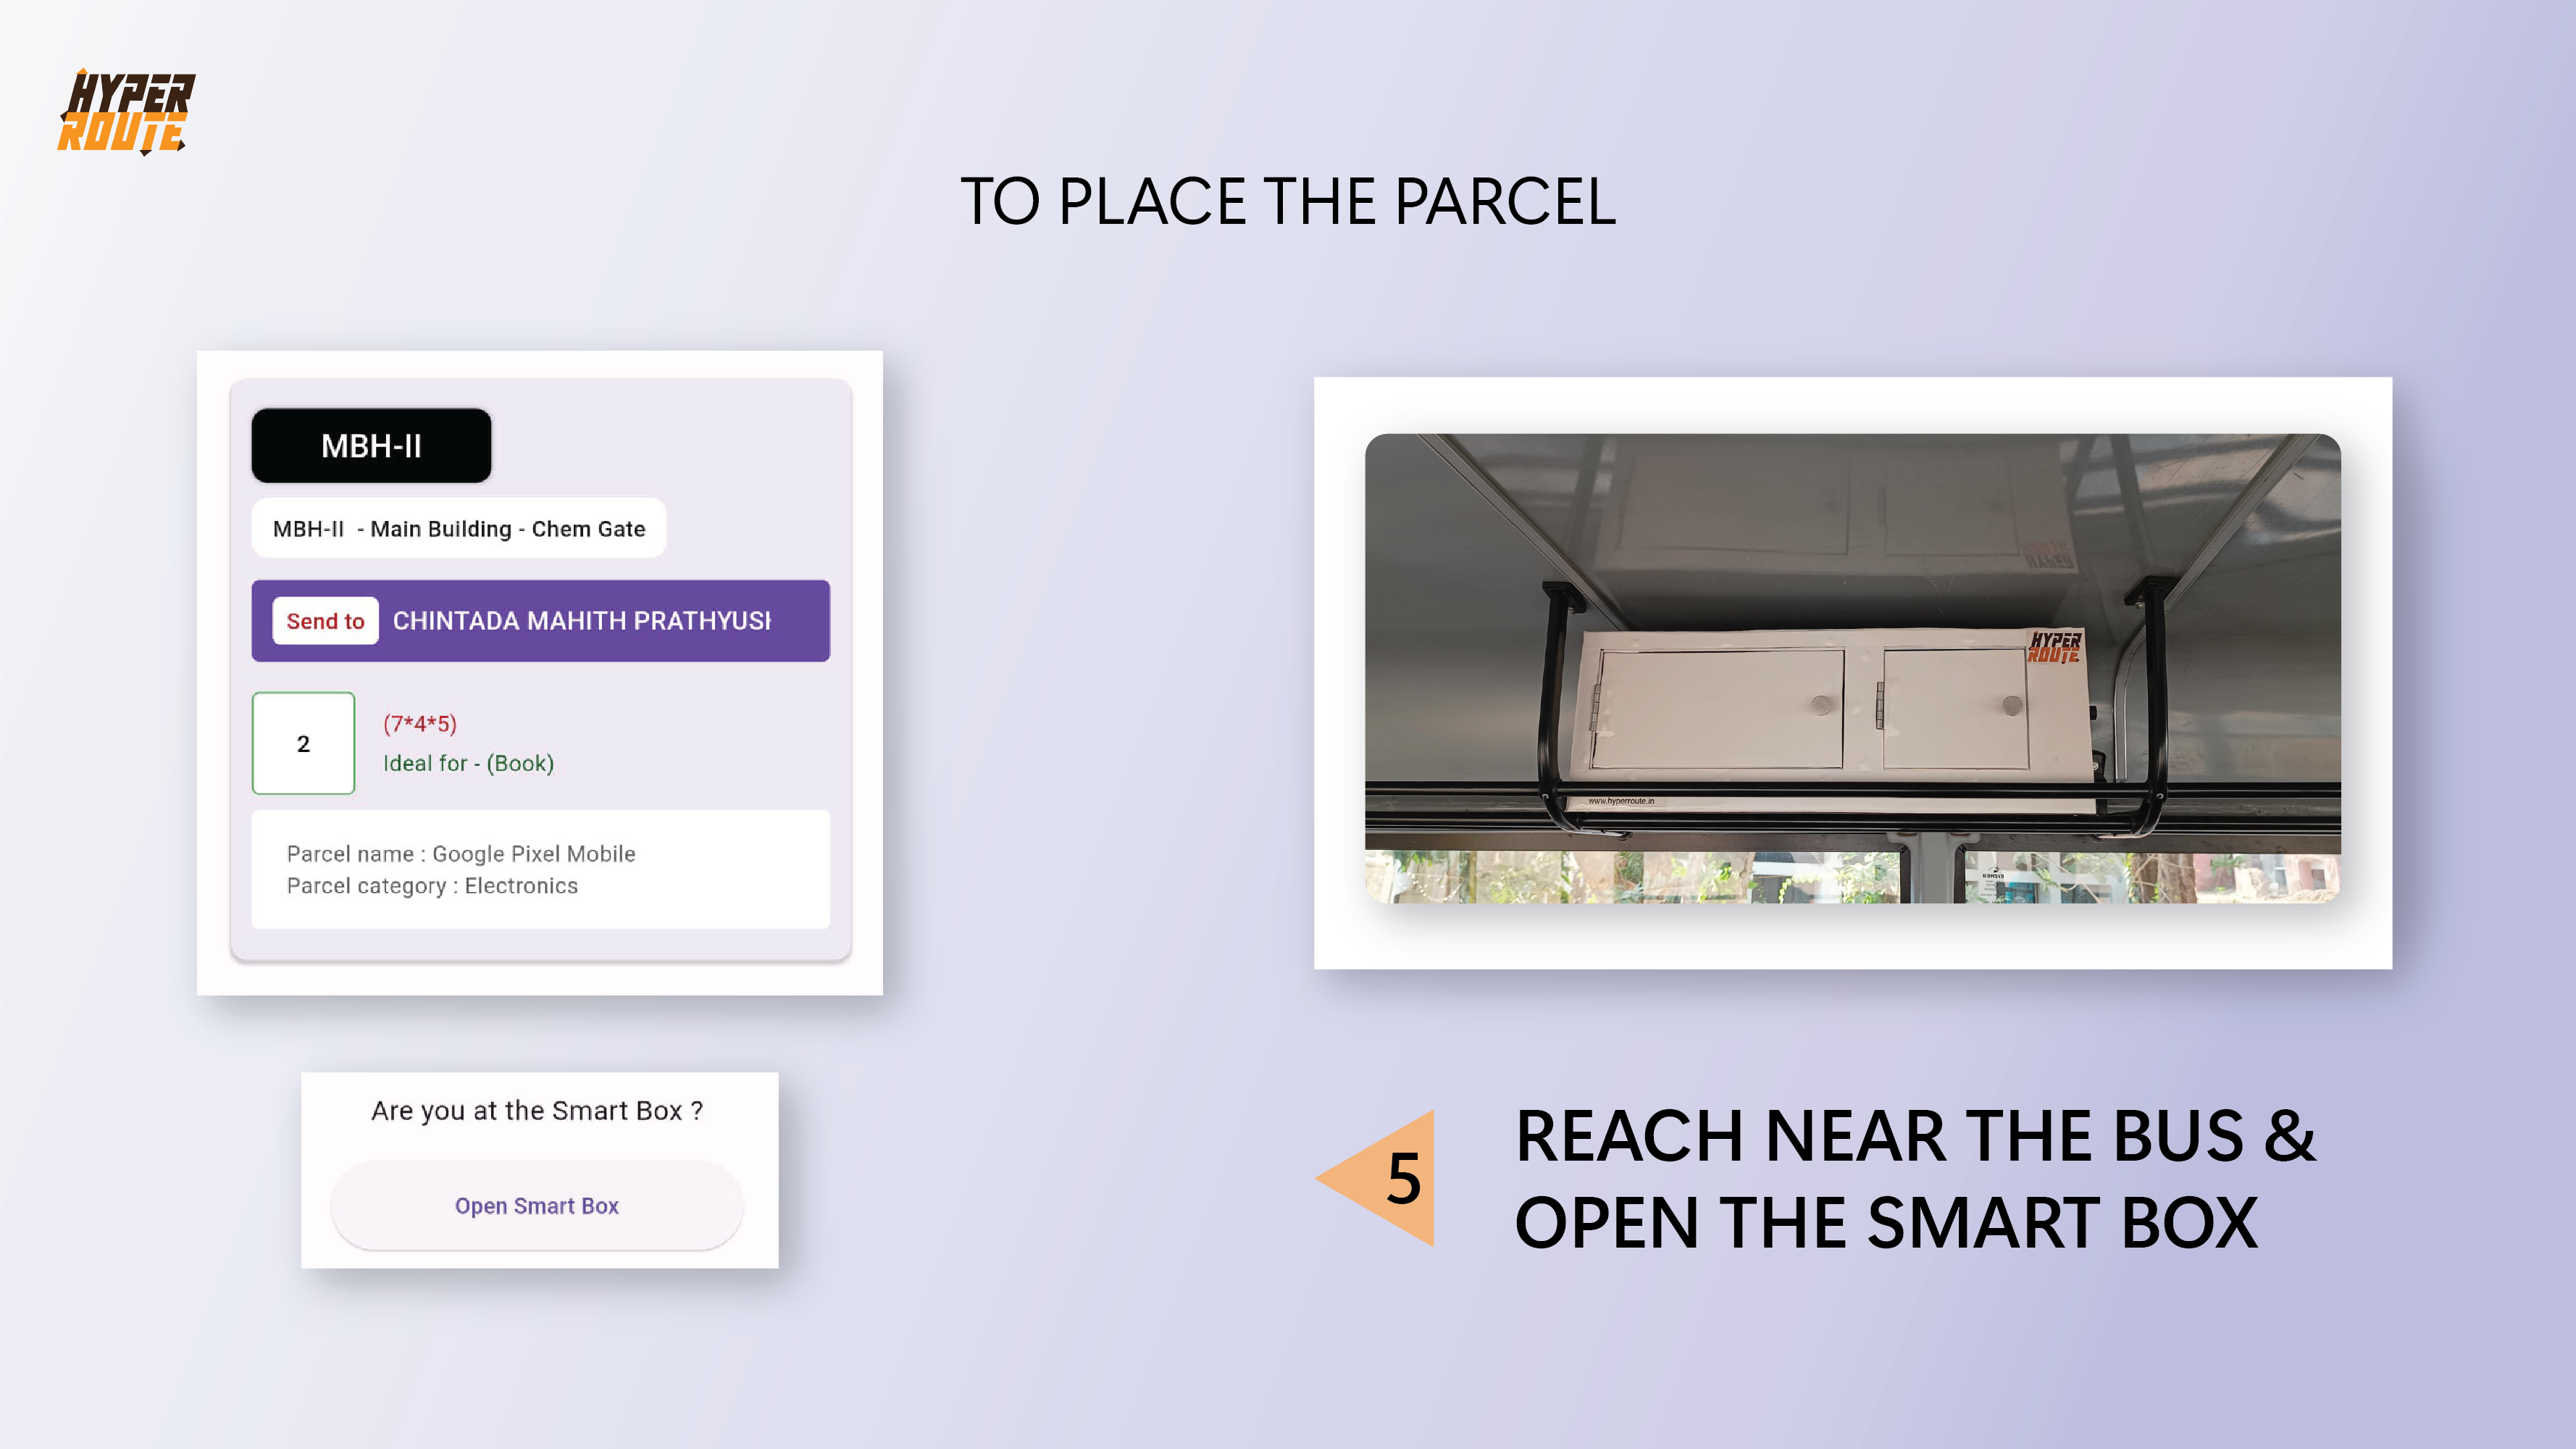 HYPER
ROUTE
TO PLACE THE PARCEL
MBH-II
MBH-II - Main Building - Chem Gate
Send to CHINTADA MAHITH PRATHYUS
2
(7*4*5)
Ideal for - (Book)
Parcel name : Google Pixel Mobile
Parcel category : Electronics
Are you at the Smart Box ?
Open Smart Box
HYPER
ROUTE
www.hyperroute.in
EICHER
5
REACH NEAR THE BUS &
OPEN THE SMART BOX